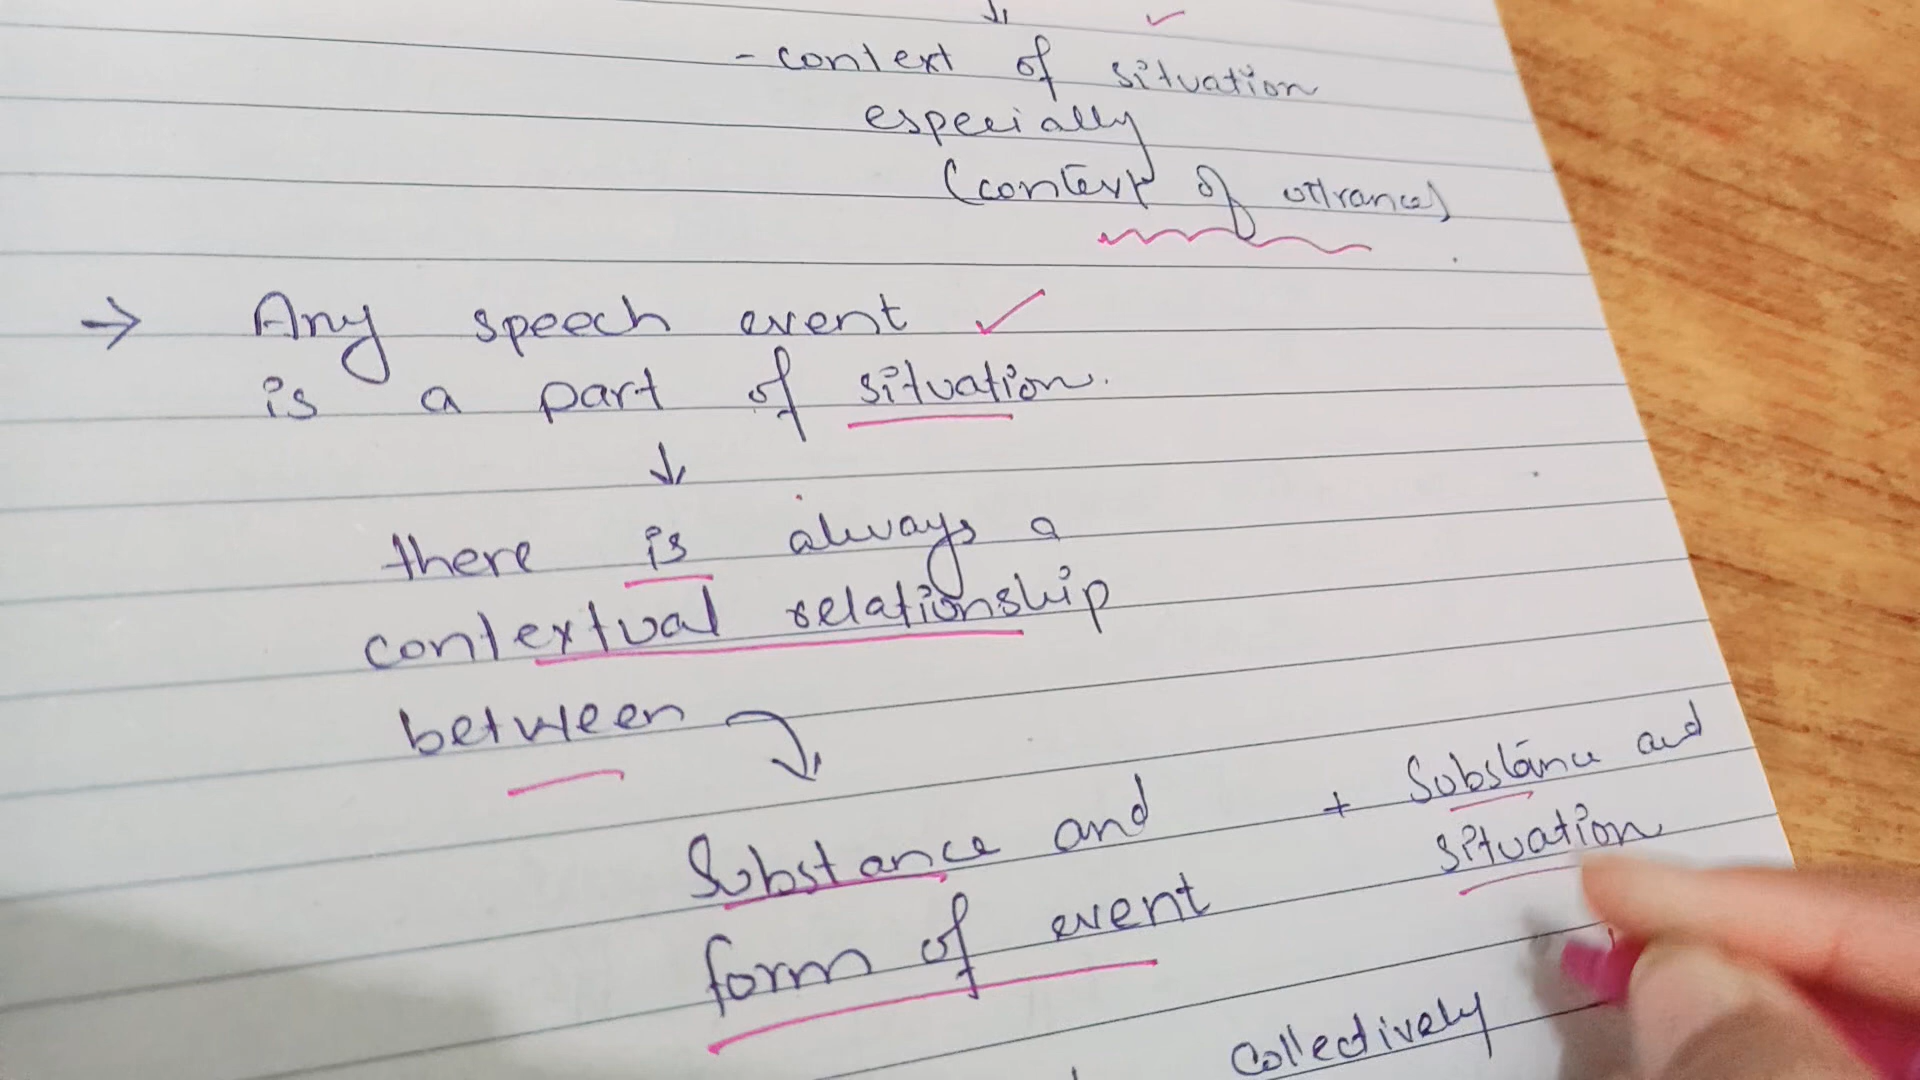 - context of situation
especially
(context of uttrance)
→ Any speech event ✓
is a part of situation.
↓
there is always a
contextual relationship
between
Substance and + Substance and
form of event situation
Collectively